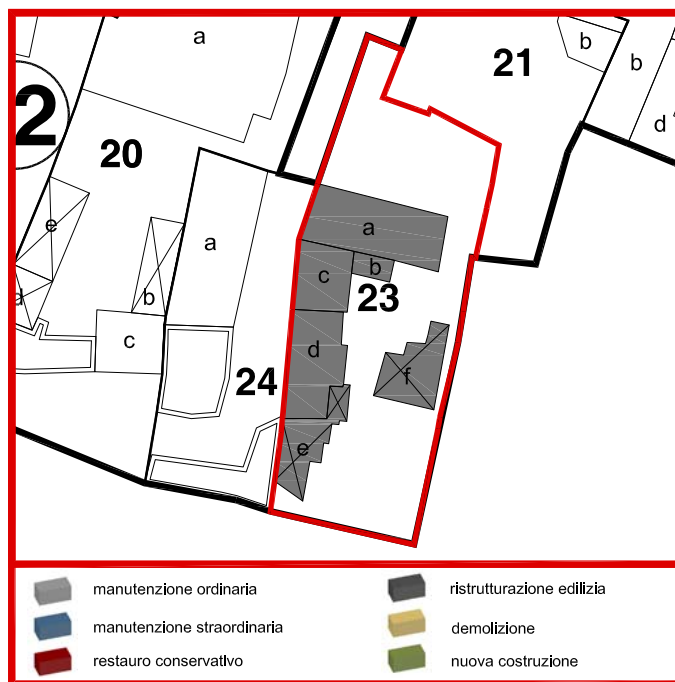 a
21
b
b
2
d
20
a
e
a
b
c
23
d
b
c
d
f
24
e
manutenzione ordinaria
ristrutturazione edilizia
manutenzione straordinaria
demolizione
restauro conservativo
nuova costruzione